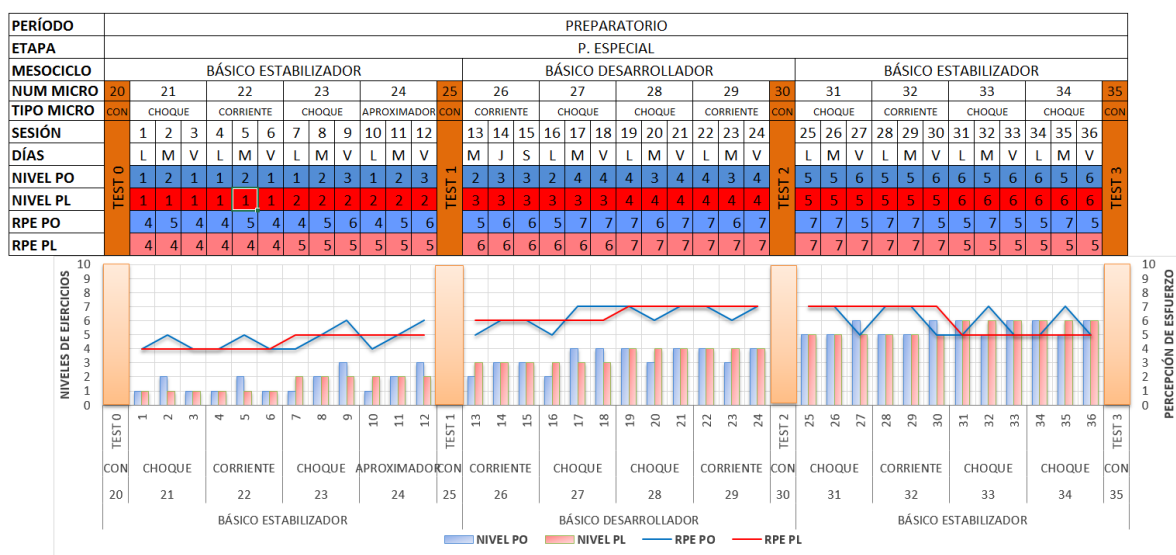 PERÍODO PREPARATORIO
ETAPA P. ESPECIAL
MESOCICLO BÁSICO ESTABILIZADOR BÁSICO DESARROLLADOR BÁSICO ESTABILIZADOR
NUM MICRO 20 21 22 23 24 25 26 27 28 29 30 31 32 33 34 35
TIPO MICRO CON CHOQUE CORRIENTE CHOQUE APROXIMADOR CON CORRIENTE CHOQUE CHOQUE CORRIENTE CON CHOQUE CORRIENTE CHOQUE CHOQUE CON
SESIÓN TEST 0 1 2 3 4 5 6 7 8 9 10 11 12 TEST 1 13 14 15 16 17 18 19 20 21 22 23 24 TEST 2 25 26 27 28 29 30 31 32 33 34 35 36 TEST 3
DÍAS L M V L M V L M V L M V M J S L M V L M V L M V L M V L M V L M V L M V
NIVEL PO 1 2 1 1 2 1 1 2 3 1 2 3 2 3 3 2 4 4 4 3 4 4 3 4 5 5 6 5 5 6 6 5 6 6 5 6
NIVEL PL 1 1 1 1 1 1 2 2 2 2 2 2 3 3 3 3 3 3 4 4 4 4 4 4 5 5 5 5 5 5 6 6 6 6 6 6
RPE PO 4 5 4 4 5 4 4 5 6 4 5 6 5 6 6 5 7 7 7 6 7 7 6 7 7 7 5 7 7 5 5 7 5 5 7 5
RPE PL 4 4 4 4 4 4 5 5 5 5 5 5 6 6 6 6 6 6 7 7 7 7 7 7 7 7 7 7 7 7 5 5 5 5 5 5
NIVELES DE EJERCICIOS
10 10
9 9
8 8
7 7
6 6
5 5
4 4
3 3
2 2
1 1
0 0
PERCEPCIÓN DE ESFUERZO
TEST 0 1 2 3 4 5 6 7 8 9 10 11 12 TEST 1 13 14 15 16 17 18 19 20 21 22 23 24 TEST 2 25 26 27 28 29 30 31 32 33 34 35 36 TEST 3
CON CHOQUE CORRIENTE CHOQUE APROXIMADOR CON CORRIENTE CHOQUE CHOQUE CORRIENTE CON CHOQUE CORRIENTE CHOQUE CHOQUE CON
20 21 22 23 24 25 26 27 28 29 30 31 32 33 34 35
BÁSICO ESTABILIZADOR BÁSICO DESARROLLADOR BÁSICO ESTABILIZADOR
NIVEL PO NIVEL PL RPE PO RPE PL